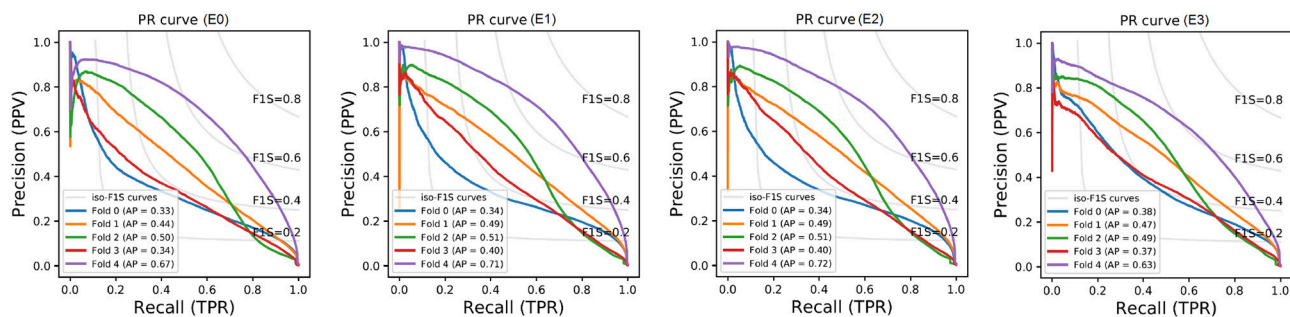 PR curve (E0)
Precision (PPV)
1.0
0.8
0.6
0.4
0.2
0.0
F1S=0.8
F1S=0.6
F1S=0.4
F1S=0.2
iso-F1S curves
Fold 0 (AP = 0.33)
Fold 1 (AP = 0.44)
Fold 2 (AP = 0.50)
Fold 3 (AP = 0.34)
Fold 4 (AP = 0.67)
0.0 0.2 0.4 0.6 0.8 1.0
Recall (TPR)
PR curve (E1)
Precision (PPV)
1.0
0.8
0.6
0.4
0.2
0.0
F1S=0.8
F1S=0.6
F1S=0.4
F1S=0.2
iso-F1S curves
Fold 0 (AP = 0.34)
Fold 1 (AP = 0.49)
Fold 2 (AP = 0.51)
Fold 3 (AP = 0.40)
Fold 4 (AP = 0.71)
0.0 0.2 0.4 0.6 0.8 1.0
Recall (TPR)
PR curve (E2)
Precision (PPV)
1.0
0.8
0.6
0.4
0.2
0.0
F1S=0.8
F1S=0.6
F1S=0.4
F1S=0.2
iso-F1S curves
Fold 0 (AP = 0.34)
Fold 1 (AP = 0.49)
Fold 2 (AP = 0.51)
Fold 3 (AP = 0.40)
Fold 4 (AP = 0.72)
0.0 0.2 0.4 0.6 0.8 1.0
Recall (TPR)
PR curve (E3)
Precision (PPV)
1.0
0.8
0.6
0.4
0.2
0.0
F1S=0.8
F1S=0.6
F1S=0.4
F1S=0.2
iso-F1S curves
Fold 0 (AP = 0.38)
Fold 1 (AP = 0.47)
Fold 2 (AP = 0.49)
Fold 3 (AP = 0.37)
Fold 4 (AP = 0.63)
0.0 0.2 0.4 0.6 0.8 1.0
Recall (TPR)